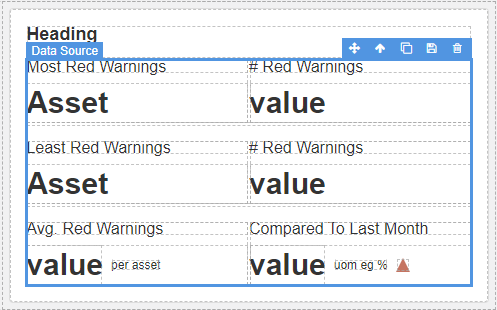 Heading
Data Source
Most Red Warnings # Red Warnings
Asset value
Least Red Warnings # Red Warnings
Asset value
Avg. Red Warnings Compared To Last Month
value per asset value uom eg %